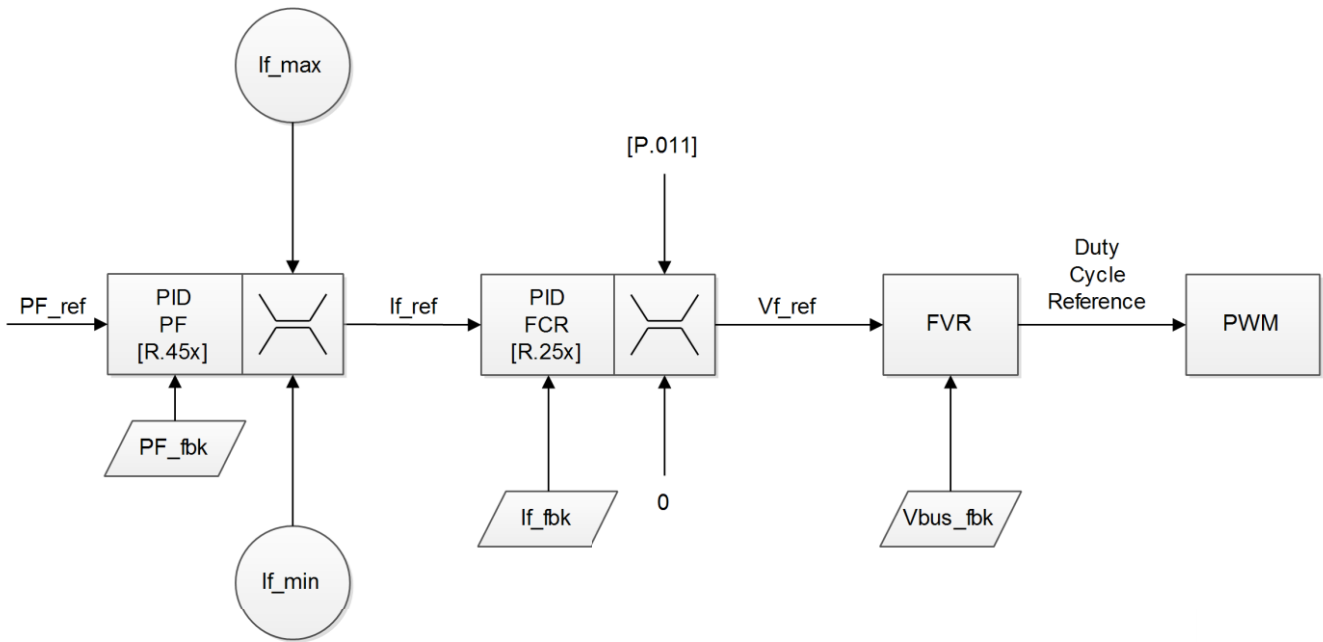 If_max
[P.011]
PF_ref
PID
PF
[R.45x]
If_ref
PID
FCR
[R.25x]
Vf_ref
FVR
Duty
Cycle
Reference
PWM
PF_fbk
If_fbk
0
Vbus_fbk
If_min